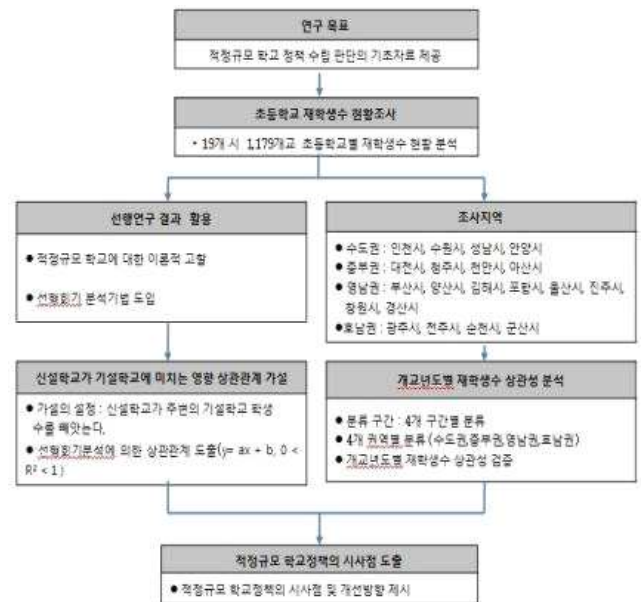 연구 목표
적정규모 학교 정책 수립 판단의 기초자료 제공
초등학교 재학생수 현황조사
• 19개 시 1,179개교 초등학교별 재학생수 현황 분석
선행연구 결과 활용
● 적정규모 학교에 대한 이론적 고찰
● 선형회기 분석기법 도입
조사지역
● 수도권 : 인천시, 수원시, 성남시, 안양시
● 중부권 : 대전시, 청주시, 천안시, 아산시
● 영남권 : 부산시, 양산시, 김해시, 포항시, 울산시, 진주시,
창원시, 경산시
●호남권 : 광주시, 전주시, 순천시, 군산시
신설학교가 기설학교에 미치는 영향 상관관계 가설
● 가설의 설정 : 신설학교가 주변의 기설학교 학생
수를 빼앗는다.
● 선형회기분석에 의한 상관관계 도출(y= ax + b, 0 <
R² < 1 )
개교년도별 재학생수 상관성 분석
● 분류 구간 : 4개 구간별 분류
● 4개 권역별 분류 (수도권,중부권,영남권,호남권)
● 개교년도별 재학생수 상관성 검증
적정규모 학교정책의 시사점 도출
● 적정규모 학교정책의 시사점 및 개선방향 제시